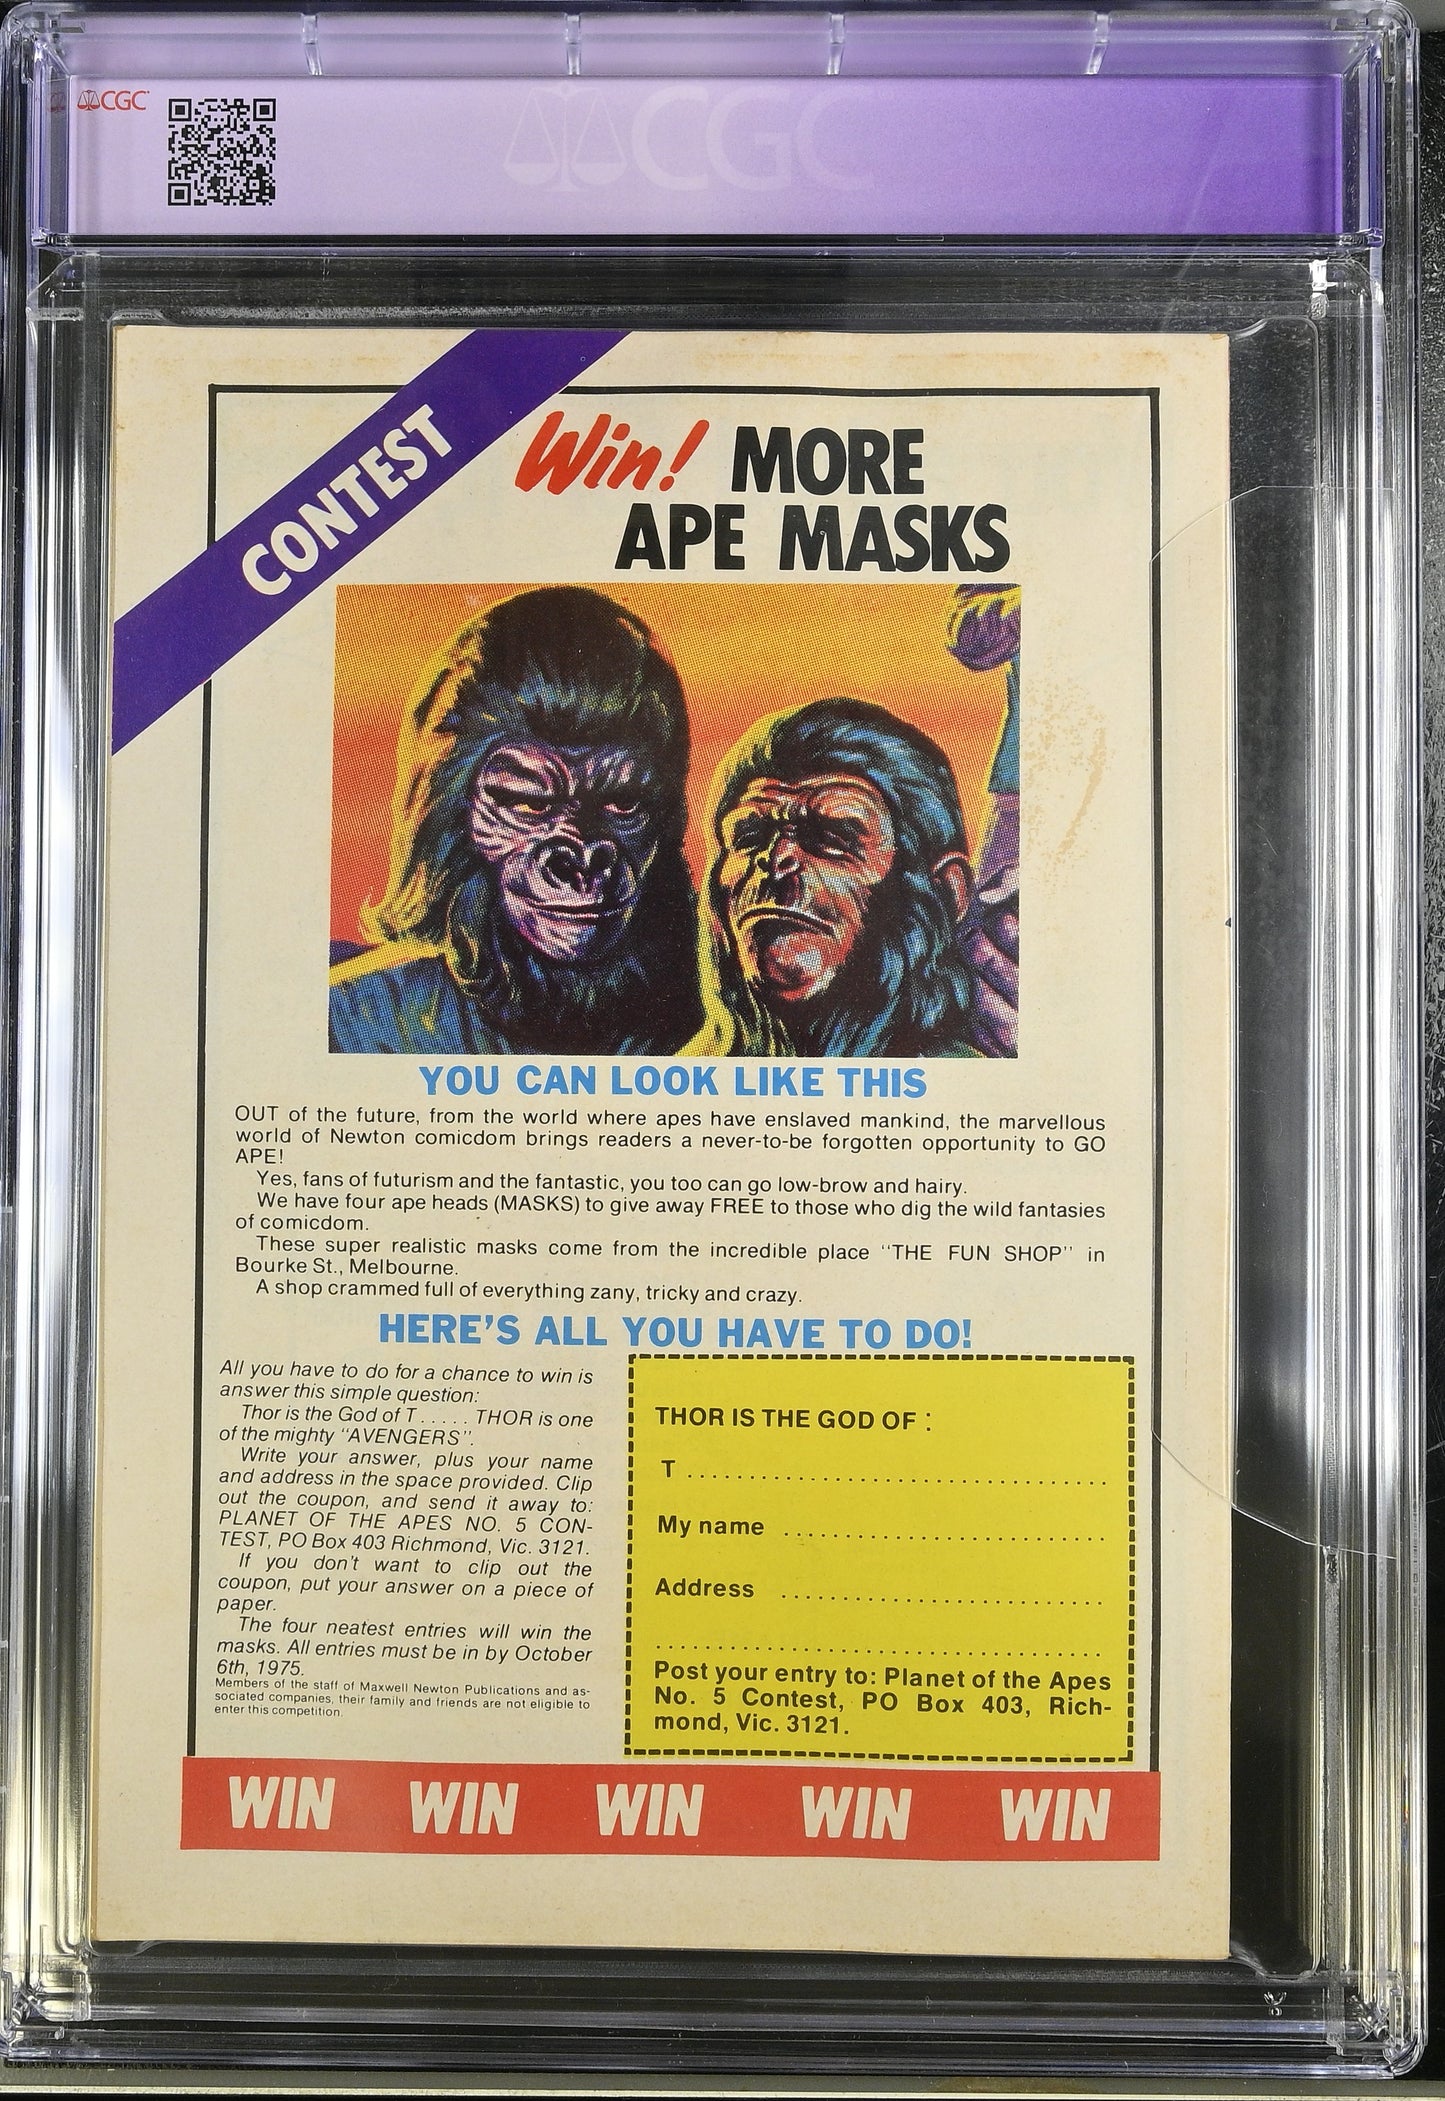 CGC
CGC
CONTEST
Win! MORE
APE MASKS
YOU CAN LOOK LIKE THIS
OUT of the future, from the world where apes have enslaved mankind, the marvellous
world of Newton comicdom brings readers a never-to-be forgotten opportunity to GO
APE!
Yes, fans of futurism and the fantastic, you too can go low-brow and hairy.
We have four ape heads (MASKS) to give away FREE to those who dig the wild fantasies
of comicdom.
These super realistic masks come from the incredible place "THE FUN SHOP" in
Bourke St., Melbourne.
A shop crammed full of everything zany, tricky and crazy.
HERE'S ALL YOU HAVE TO DO!
All you have to do for a chance to win is
answer this simple question:
Thor is the God of T . . . . . THOR is one
of the mighty "AVENGERS".
Write your answer, plus your name
and address in the space provided. Clip
out the coupon, and send it away to:
PLANET OF THE APES NO. 5 CON-
TEST, PO Box 403 Richmond, Vic. 3121.
If you don't want to clip out the
coupon, put your answer on a piece of
paper.
The four neatest entries will win the
masks. All entries must be in by October
6th, 1975.
Members of the staff of Maxwell Newton Publications and as-
sociated companies, their family and friends are not eligible to
enter this competition.
THOR IS THE GOD OF :
T ..................................
My name ..........................
Address ..........................
....................................
Post your entry to: Planet of the Apes
No. 5 Contest, PO Box 403, Rich-
mond, Vic. 3121.
WIN WIN WIN WIN WIN